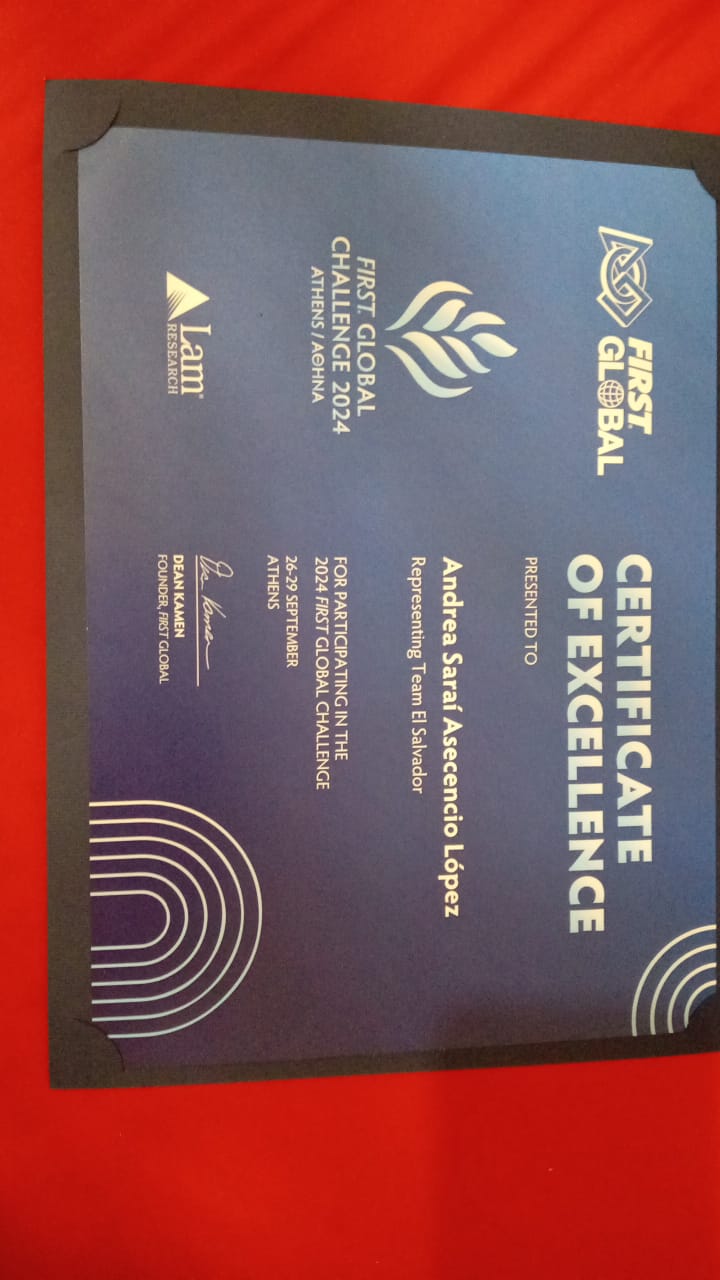 FIRST®
GLOBAL
CERTIFICATE
OF EXCELLENCE
PRESENTED TO
Andrea Saraí Asecencio López
Representing Team El Salvador
FIRST® GLOBAL
CHALLENGE 2024
ATHENS / ΑΘΗΝΑ
FOR PARTICIPATING IN THE
2024 FIRST GLOBAL CHALLENGE
26-29 SEPTEMBER
ATHENS
Lam®
RESEARCH
Dean Kamen
DEAN KAMEN
FOUNDER, FIRST GLOBAL